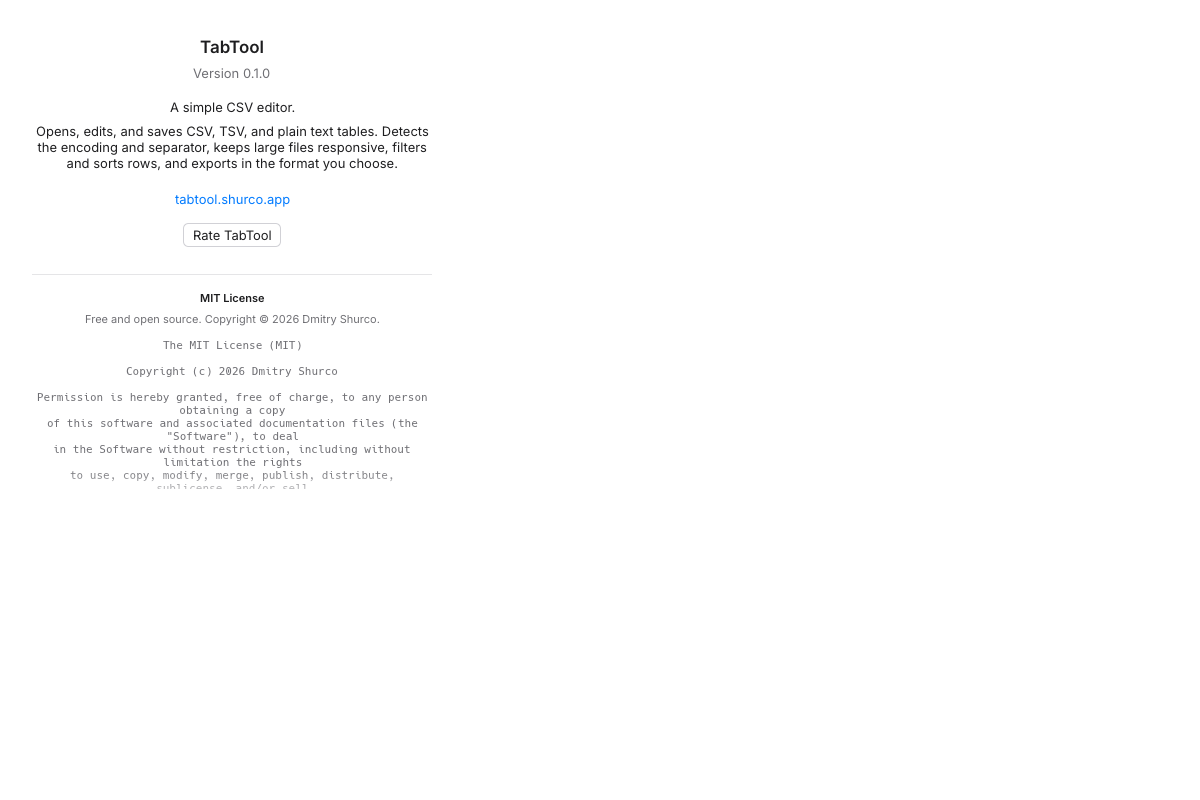 TabTool
Version 0.1.0
A simple CSV editor.
Opens, edits, and saves CSV, TSV, and plain text tables. Detects
the encoding and separator, keeps large files responsive, filters
and sorts rows, and exports in the format you choose.
tabtool.shurco.app
Rate TabTool
MIT License
Free and open source. Copyright © 2026 Dmitry Shurco.
The MIT License (MIT)
Copyright (c) 2026 Dmitry Shurco
Permission is hereby granted, free of charge, to any person
obtaining a copy
of this software and associated documentation files (the
"Software"), to deal
in the Software without restriction, including without
limitation the rights
to use, copy, modify, merge, publish, distribute,
sublicense, and/or sell